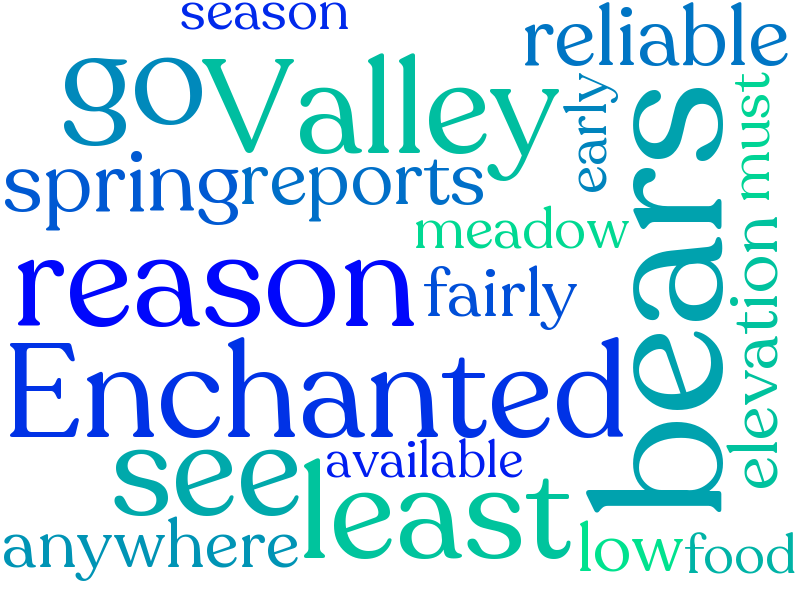 season
reliable
go
Valley
early
must
bears
spring
reports
meadow
elevation
reason
fairly
Enchanted
see
available
least
anywhere
low
food